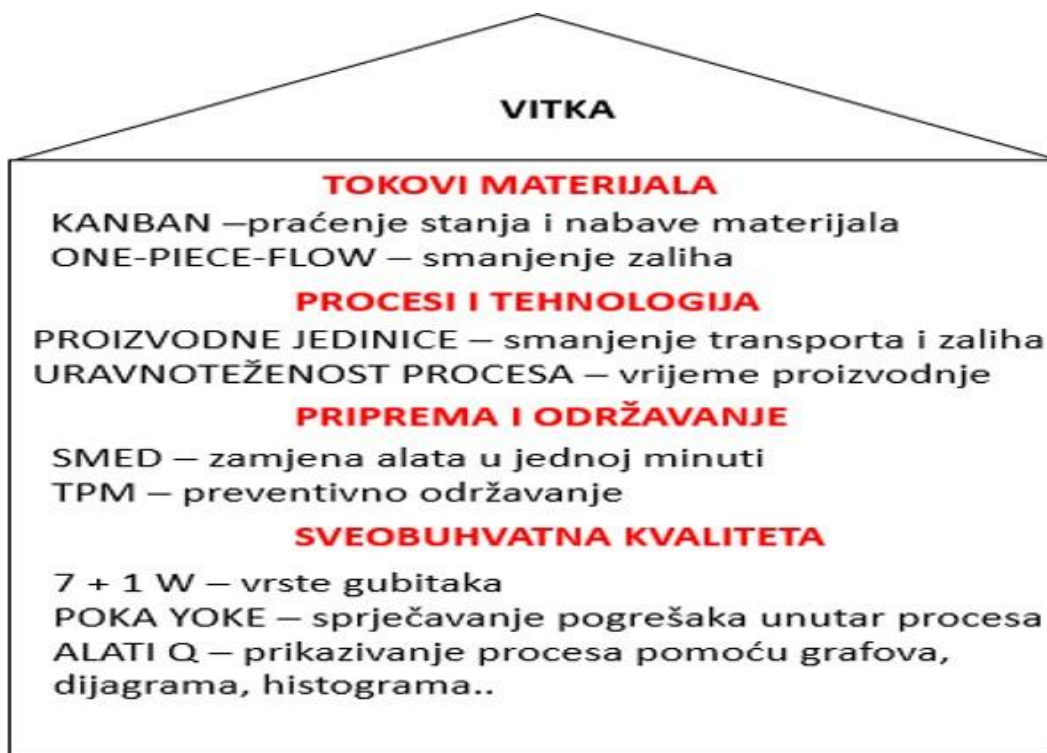 VITKA
TOKOVI MATERIJALA
KANBAN –praćenje stanja i nabave materijala
ONE-PIECE-FLOW – smanjenje zaliha
PROCESI I TEHNOLOGIJA
PROIZVODNE JEDINICE – smanjenje transporta i zaliha
URAVNOTEŽENOST PROCESA – vrijeme proizvodnje
PRIPREMA I ODRŽAVANJE
SMED – zamjena alata u jednoj minuti
TPM – preventivno održavanje
SVEOBUHVATNA KVALITETA
7 + 1 W – vrste gubitaka
POKA YOKE – sprječavanje pogrešaka unutar procesa
ALATI Q – prikazivanje procesa pomoću grafova,
dijagrama, histograma..